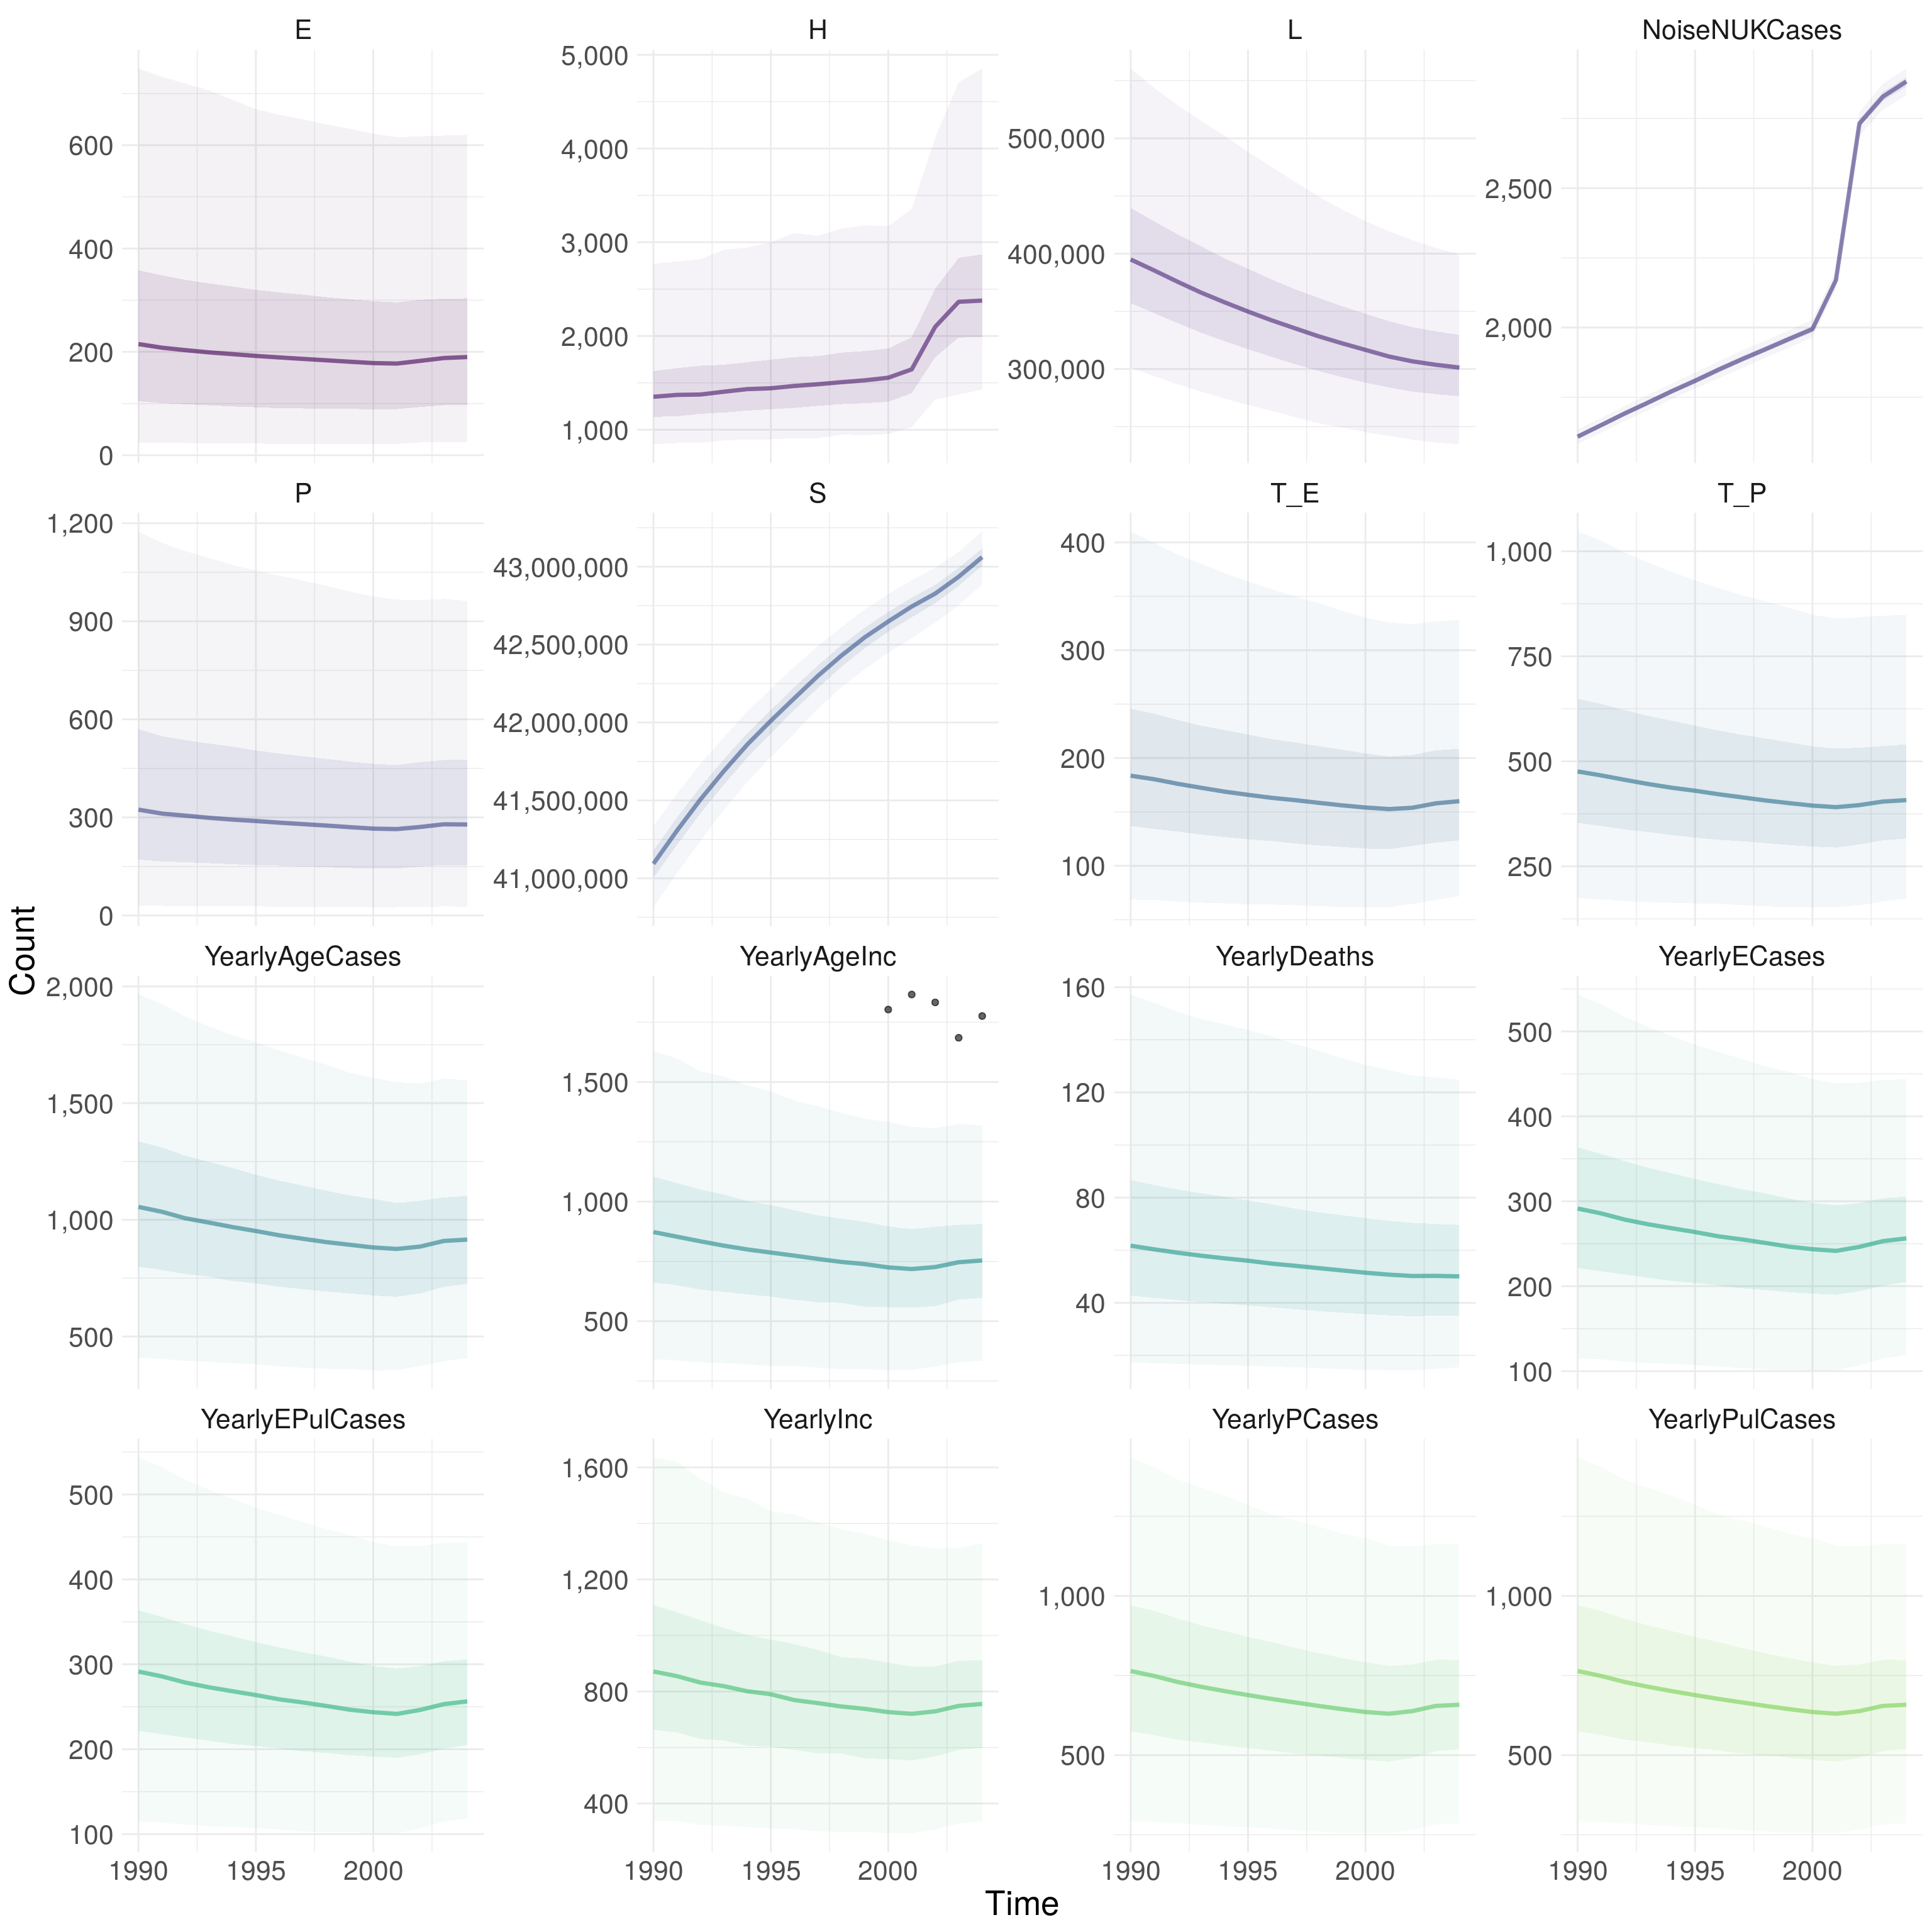 E H L NoiseNUKCases
600 400 200 0
5,000 4,000 3,000 2,000 1,000
500,000 400,000 300,000
2,500 2,000
P S T_E T_P
1,200 900 600 300 0
43,000,000 42,500,000 42,000,000 41,500,000 41,000,000
400 300 200 100
1,000 750 500 250
Count
YearlyAgeCases YearlyAgeInc YearlyDeaths YearlyECases
2,000 1,500 1,000 500
1,500 1,000 500
160 120 80 40
500 400 300 200 100
YearlyEPulCases YearlyInc YearlyPCases YearlyPulCases
500 400 300 200 100
1,600 1,200 800 400
1,000 500
1,000 500
1990 1995 2000 1990 1995 2000 1990 1995 2000 1990 1995 2000
Time